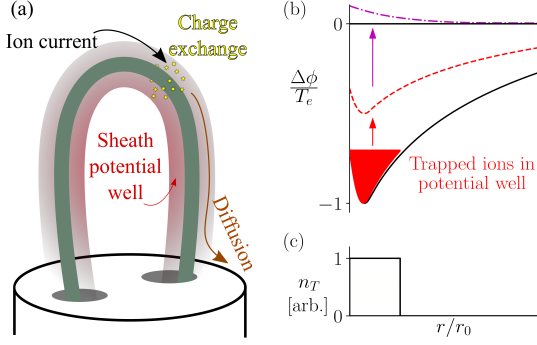 (a)
Ion current
Charge
exchange
Sheath
potential
well
Diffusion
(b)
0
Δϕ
T_e
−1
Trapped ions in
potential well
(c)
1
n_T
[arb.]
0
r/r_0